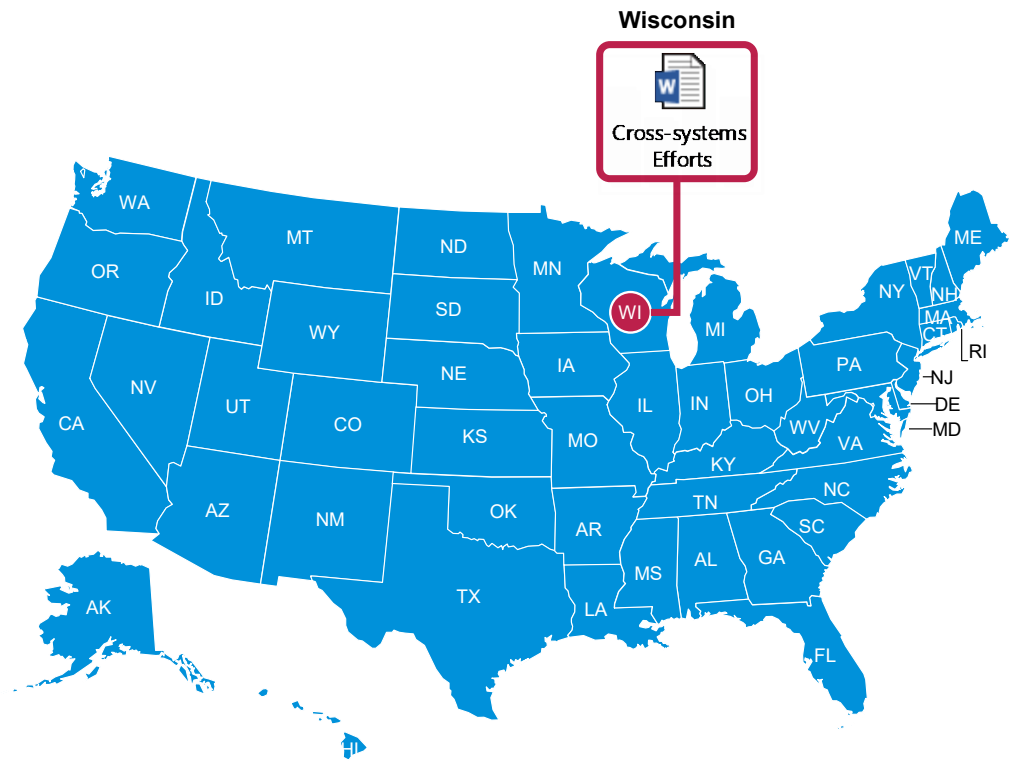 Wisconsin
W
Cross-systems
Efforts
WA
MT
ND
MN
ME
OR
ID
SD
WI
MI
NY
VT
NH
MA
CT
RI
WY
IA
PA
NJ
NV
UT
NE
IL
IN
OH
DE
CA
CO
KS
MO
WV
VA
MD
KY
AZ
NM
OK
AR
TN
NC
SC
MS
AL
GA
TX
LA
AK
FL
HI